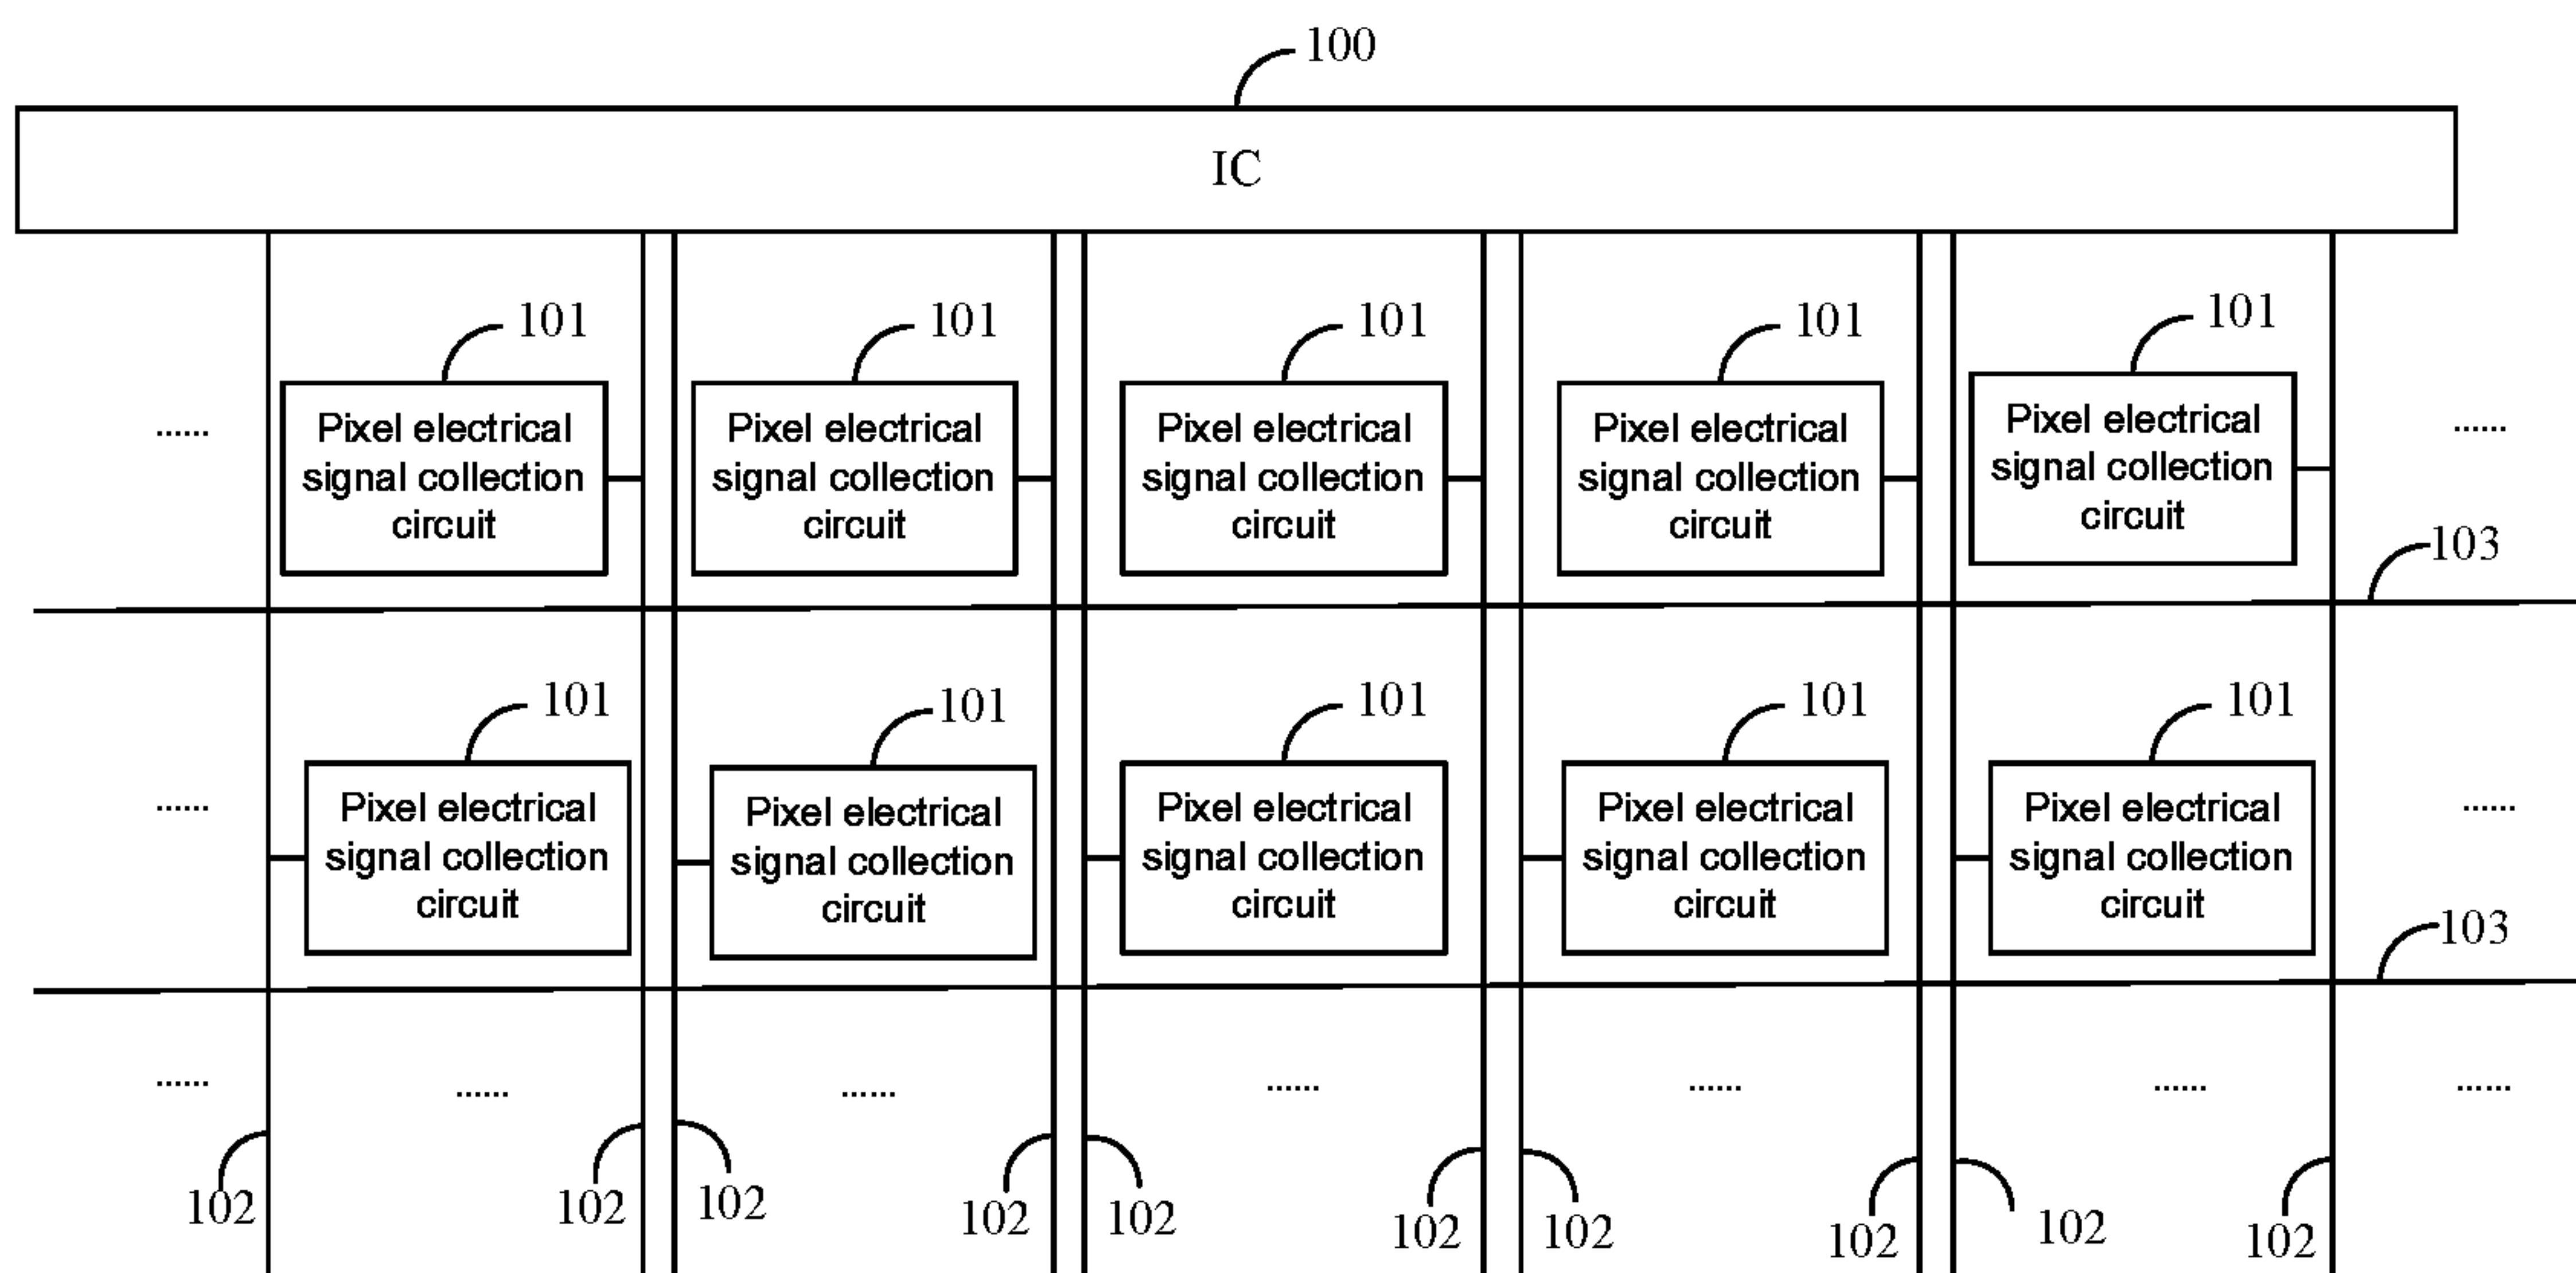 100
IC
101 101 101 101 101
Pixel electrical Pixel electrical Pixel electrical Pixel electrical Pixel electrical
...... signal collection signal collection signal collection signal collection signal collection ......
circuit circuit circuit circuit circuit
103
101 101 101 101 101
Pixel electrical Pixel electrical Pixel electrical Pixel electrical Pixel electrical
...... signal collection signal collection signal collection signal collection signal collection ......
circuit circuit circuit circuit circuit
103
...... ...... ...... ...... ...... ...... ......
102 102 102 102 102 102 102 102 102 102